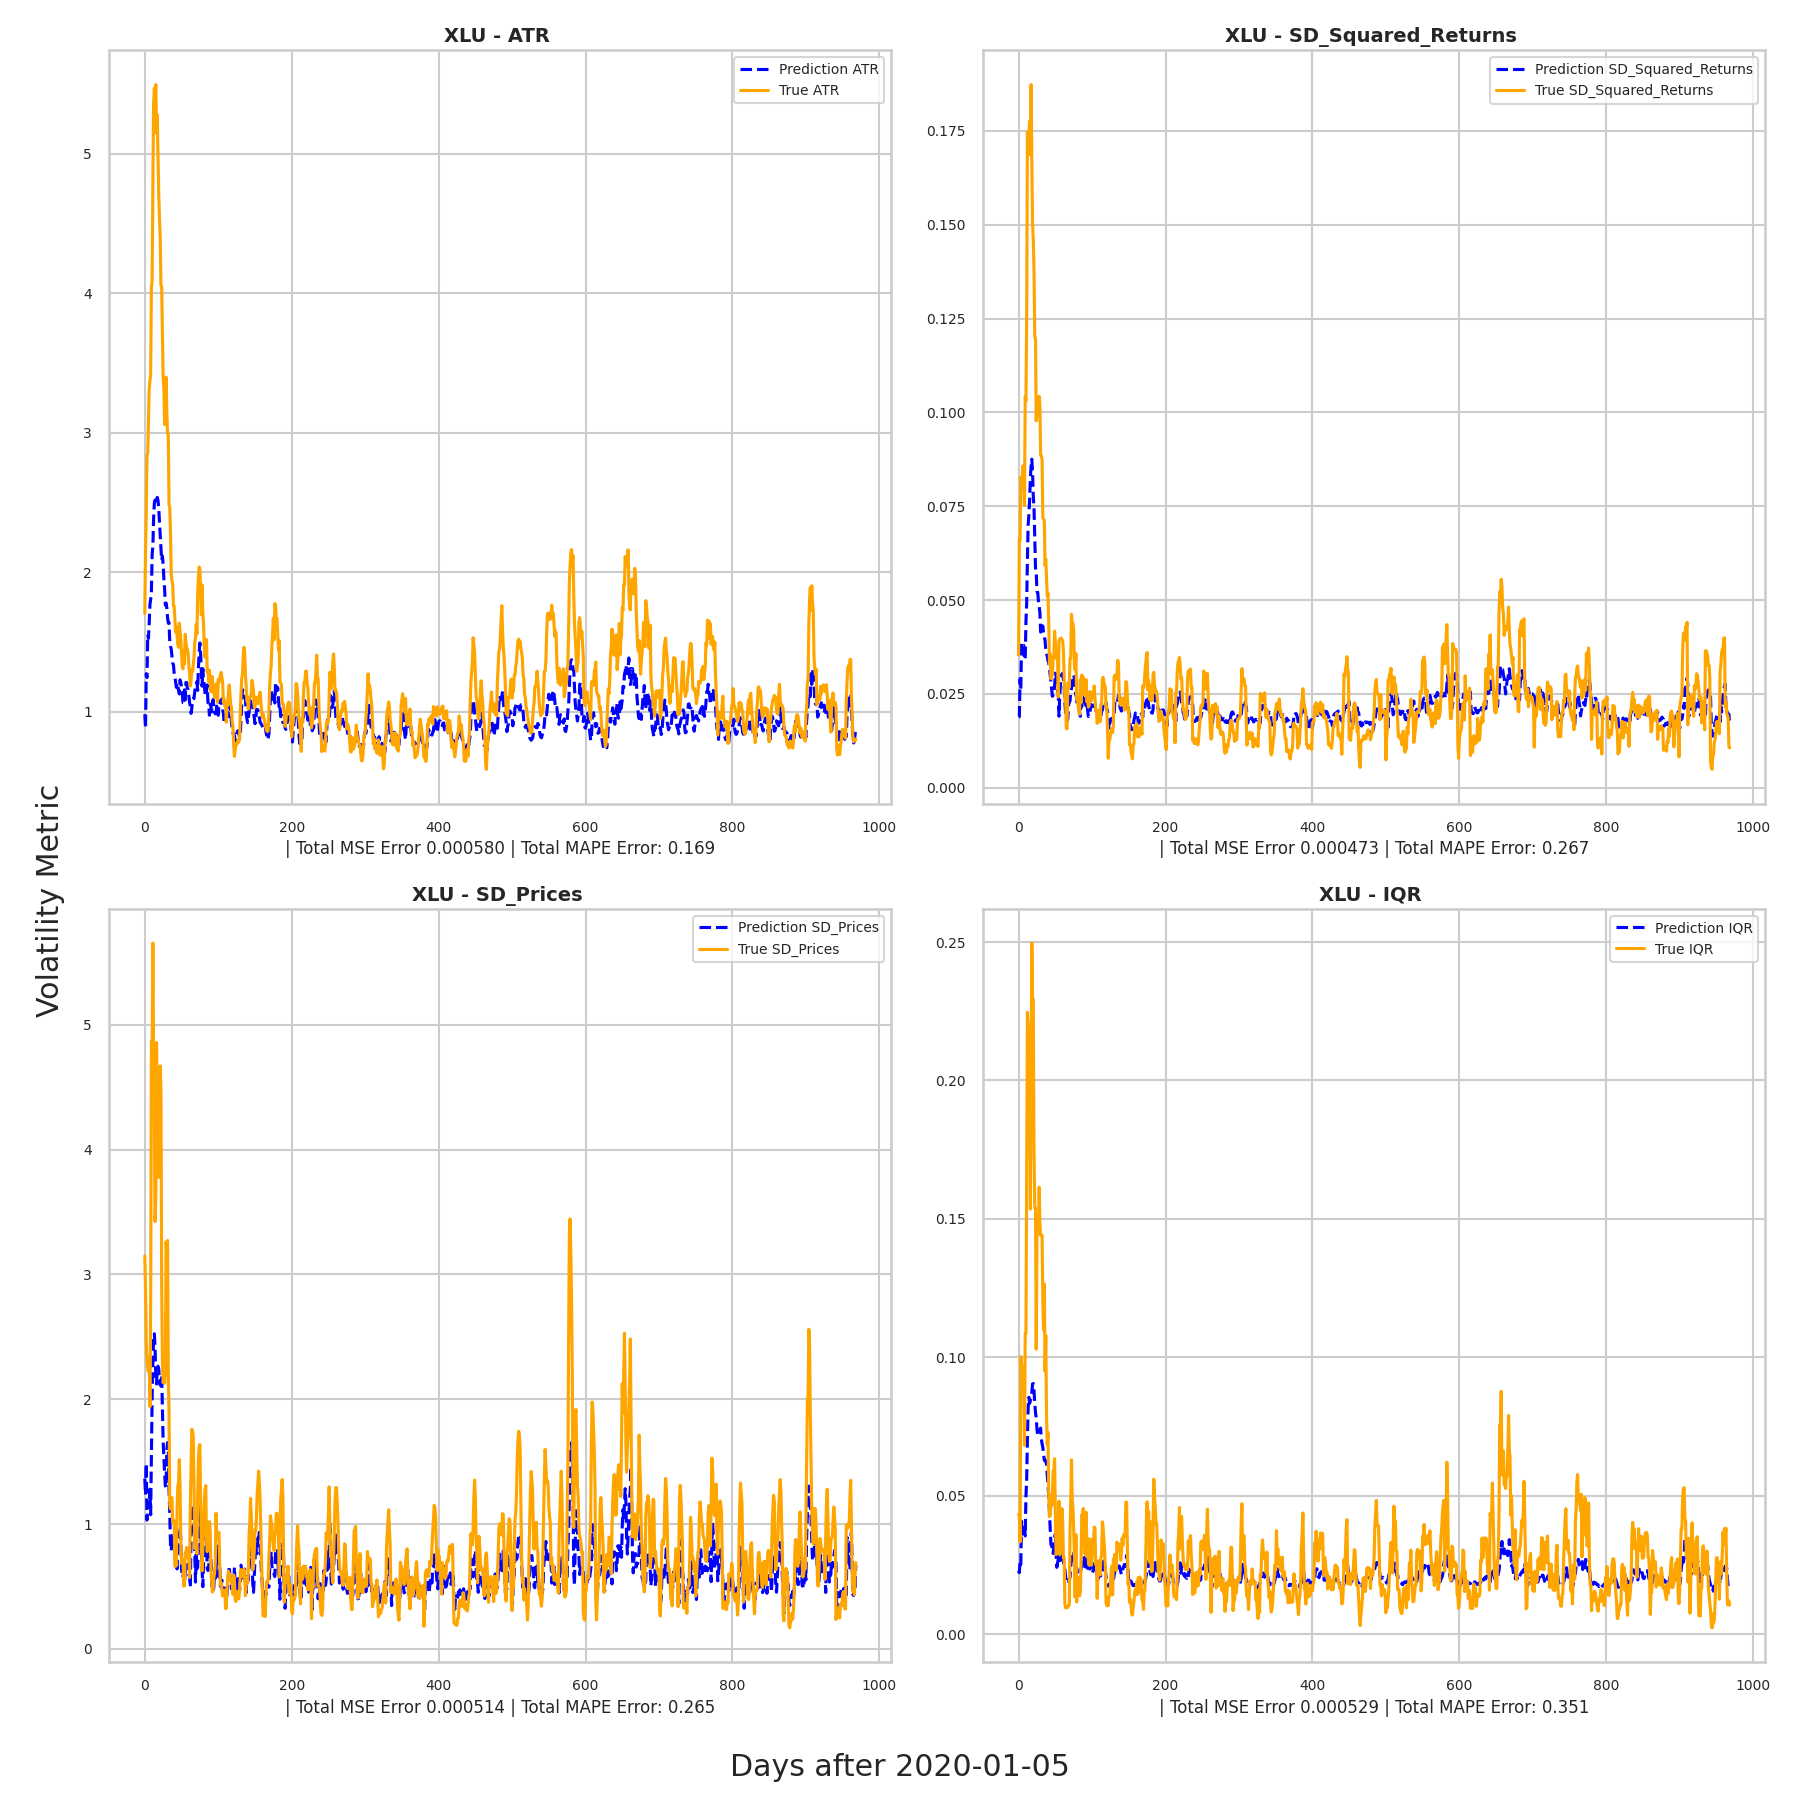 XLU - ATR
Prediction ATR
True ATR
5
4
3
2
1
0 200 400 600 800 1000
| Total MSE Error 0.000580 | Total MAPE Error: 0.169
XLU - SD_Squared_Returns
Prediction SD_Squared_Returns
True SD_Squared_Returns
0.175
0.150
0.125
0.100
0.075
0.050
0.025
0.000
0 200 400 600 800 1000
| Total MSE Error 0.000473 | Total MAPE Error: 0.267
Volatility Metric
XLU - SD_Prices
Prediction SD_Prices
True SD_Prices
5
4
3
2
1
0
0 200 400 600 800 1000
| Total MSE Error 0.000514 | Total MAPE Error: 0.265
XLU - IQR
Prediction IQR
True IQR
0.25
0.20
0.15
0.10
0.05
0.00
0 200 400 600 800 1000
| Total MSE Error 0.000529 | Total MAPE Error: 0.351
Days after 2020-01-05